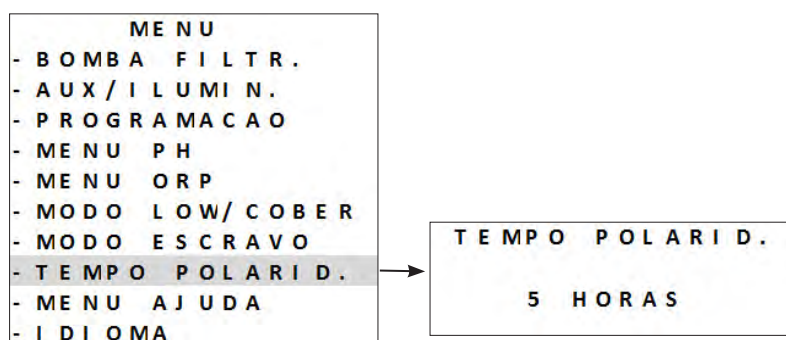 MENU
- BOMBA FILTR.
- AUX/ILUMIN.
- PROGRAMACAO
- MENU PH
- MENU ORP
- MODO LOW/COBER
- MODO ESCRAVO
- TEMPO POLARID.
- MENU AJUDA
- IDIOMA
TEMPO POLARID.
5 HORAS